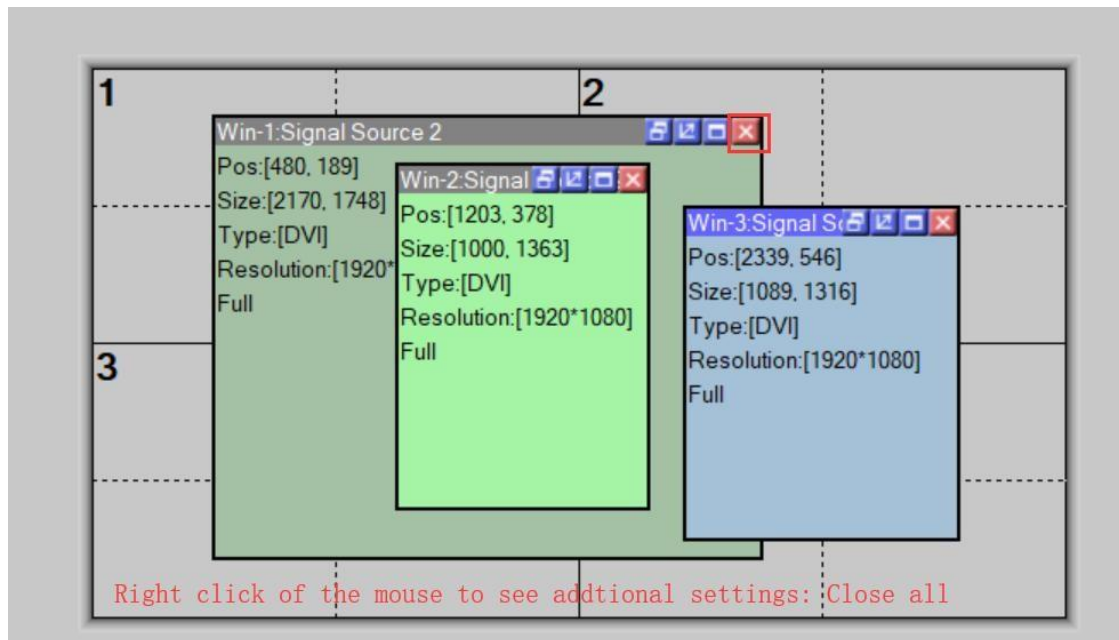 1
2
Win-1:Signal Source 2
Pos:[480, 189]
Size:[2170, 1748]
Type:[DVI]
Resolution:[1920*
Full
Win-2:Signal
Pos:[1203, 378]
Size:[1000, 1363]
Type:[DVI]
Resolution:[1920*1080]
Full
Win-3:Signal
Pos:[2339, 546]
Size:[1089, 1316]
Type:[DVI]
Resolution:[1920*1080]
Full
3
Right click of the mouse to see addtional settings: Close all